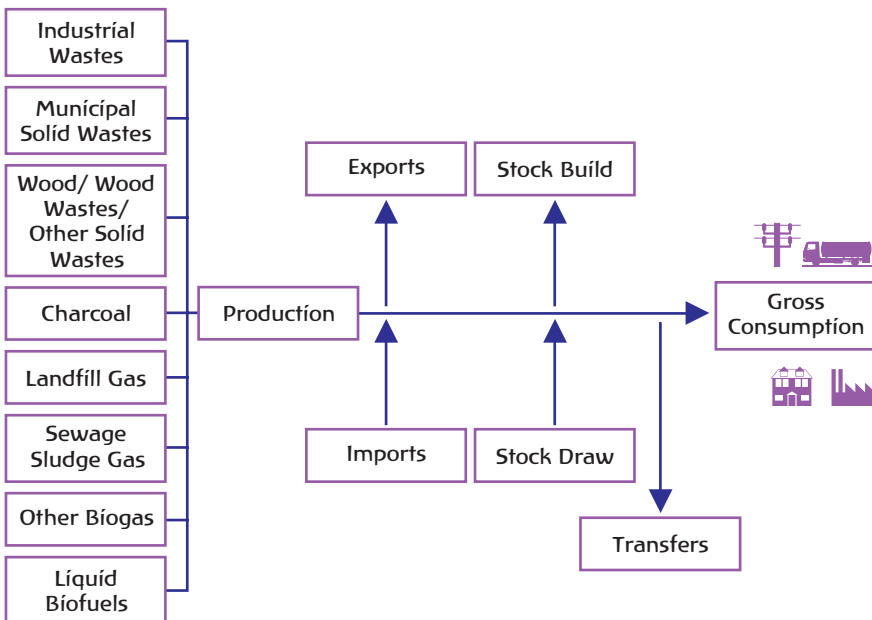 Industrial
Wastes
Municipal
Solid Wastes
Wood/ Wood
Wastes/
Other Solid
Wastes
Charcoal
Landfill Gas
Sewage
Sludge Gas
Other Biogas
Liquid
Biofuels
Production
Exports
Stock Build
Imports
Stock Draw
Transfers
Gross
Consumption